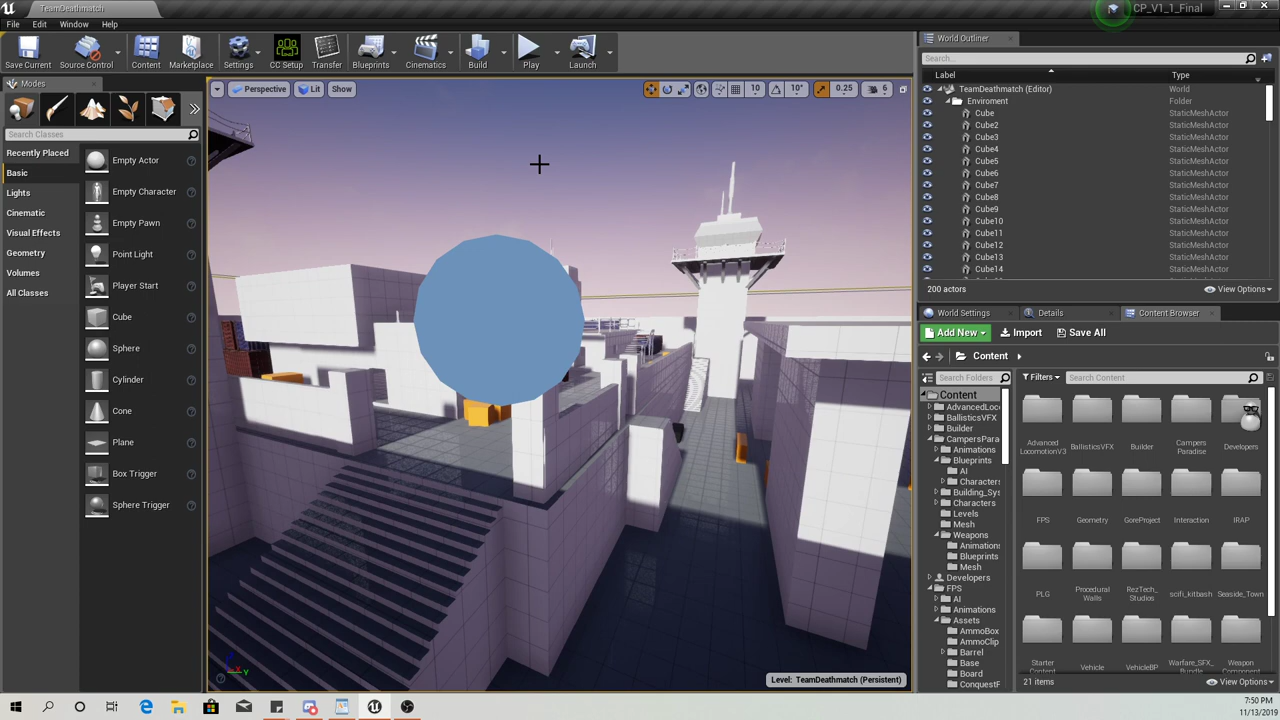 TeamDeathmatch
CP_V1_1_Final
File
Edit
Window
Help
Save Current
Source Control
Content
Marketplace
Settings
CC Setup
Transfer
Blueprints
Cinematics
Build
Play
Launch
Modes
Search Classes
Recently Placed
Basic
Lights
Cinematic
Visual Effects
Geometry
Volumes
All Classes
Empty Actor
Empty Character
Empty Pawn
Point Light
Player Start
Cube
Sphere
Cylinder
Cone
Plane
Box Trigger
Sphere Trigger
Perspective
Lit
Show
10
10°
0.25
6
Level: TeamDeathmatch (Persistent)
World Outliner
Search...
Label
Type
TeamDeathmatch (Editor)
World
Enviroment
Folder
Cube
StaticMeshActor
Cube2
StaticMeshActor
Cube3
StaticMeshActor
Cube4
StaticMeshActor
Cube5
StaticMeshActor
Cube6
StaticMeshActor
Cube7
StaticMeshActor
Cube8
StaticMeshActor
Cube9
StaticMeshActor
Cube10
StaticMeshActor
Cube11
StaticMeshActor
Cube12
StaticMeshActor
Cube13
StaticMeshActor
Cube14
StaticMeshActor
200 actors
View Options
World Settings
Details
Content Browser
Add New
Import
Save All
Content
Search Folders
Filters
Search Content
Content
AdvancedLoc
BallisticsVFX
Builder
CampersPara
Animations
Blueprints
AI
Characters
Building_Sys
Characters
Levels
Mesh
Weapons
Animations
Blueprints
Mesh
Developers
FPS
AI
Animations
Assets
AmmoBox
AmmoClip
Barrel
Base
Board
ConquestF
Advanced
LocomotionV3
BallisticsVFX
Builder
Campers
Paradise
Developers
FPS
Geometry
GoreProject
Interaction
IRAP
PLG
Procedural
Walls
RezTech_
Studios
scifi_kitbash
Seaside_Town
Starter
Content
Vehicle
VehicleBP
Warfare_SFX_
Bundle
Weapon
Component
21 items
View Options
7:50 PM
11/13/2019